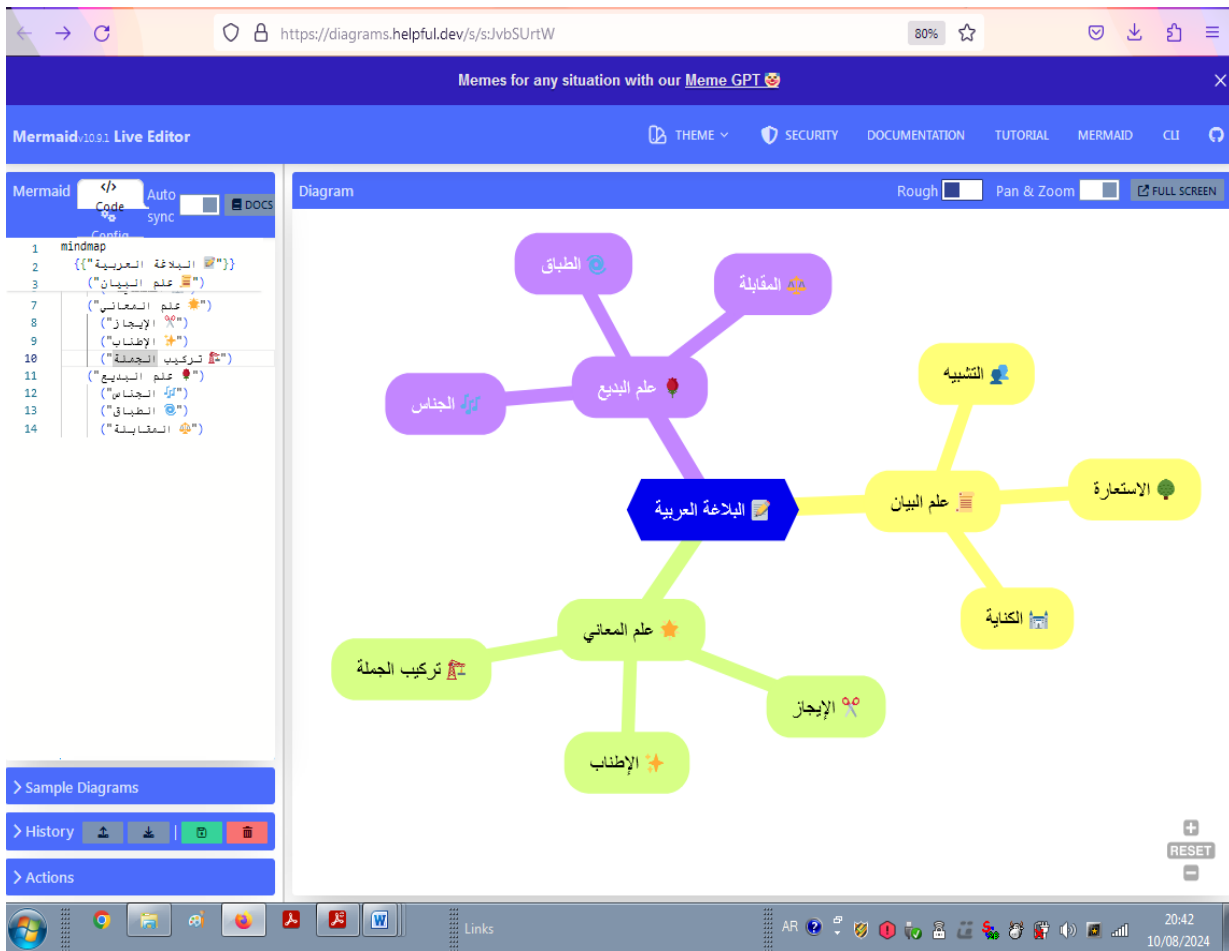 https://diagrams.helpful.dev/s/s:JvbSUrtW
80%
Memes for any situation with our Meme GPT 🤡
Mermaid v10.9.1 Live Editor
THEME
SECURITY
DOCUMENTATION
TUTORIAL
MERMAID
CLI
Mermaid
</> Code
Config
Auto sync
DOCS
1 mindmap
2 {{"📝 البلاغة العربية"}}
3 ("📜 علم البيان")
7 ("🌟 علم المعاني")
8 ("✂️ الإيجاز")
9 ("✨ الإطناب")
10 ("🏗️ تركيب الجملة")
11 ("🌹 علم البديع")
12 ("🎶 الجناس")
13 ("🌀 الطباق")
14 ("⚖️ المقابلة")
Diagram
Rough
Pan & Zoom
FULL SCREEN
🌀 الطباق
⚖️ المقابلة
🌹 علم البديع
🎶 الجناس
👥 التشبيه
🌳 الاستعارة
📜 علم البيان
📝 البلاغة العربية
🏰 الكناية
🌟 علم المعاني
🏗️ تركيب الجملة
✂️ الإيجاز
✨ الإطناب
Sample Diagrams
History
Actions
RESET
Links
AR
20:42
10/08/2024